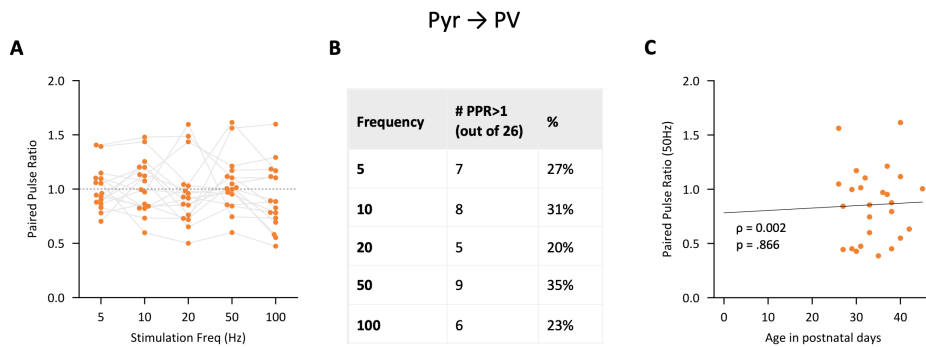 Pyr → PV
A
2.0
1.5
1.0
0.5
0.0
Paired Pulse Ratio
5 10 20 50 100
Stimulation Freq (Hz)
B
Frequency # PPR>1 (out of 26) %
5 7 27%
10 8 31%
20 5 20%
50 9 35%
100 6 23%
C
2.0
1.5
1.0
0.5
0.0
Paired Pulse Ratio (50Hz)
ρ = 0.002
p = .866
0 10 20 30 40
Age in postnatal days